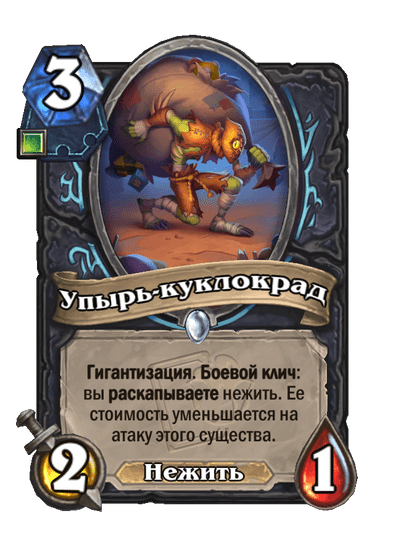 3
Упырь-куклокрад
Гигантизация. Боевой клич:
вы раскапываете нежить. Ее
стоимость уменьшается на
атаку этого существа.
2
Нежить
1